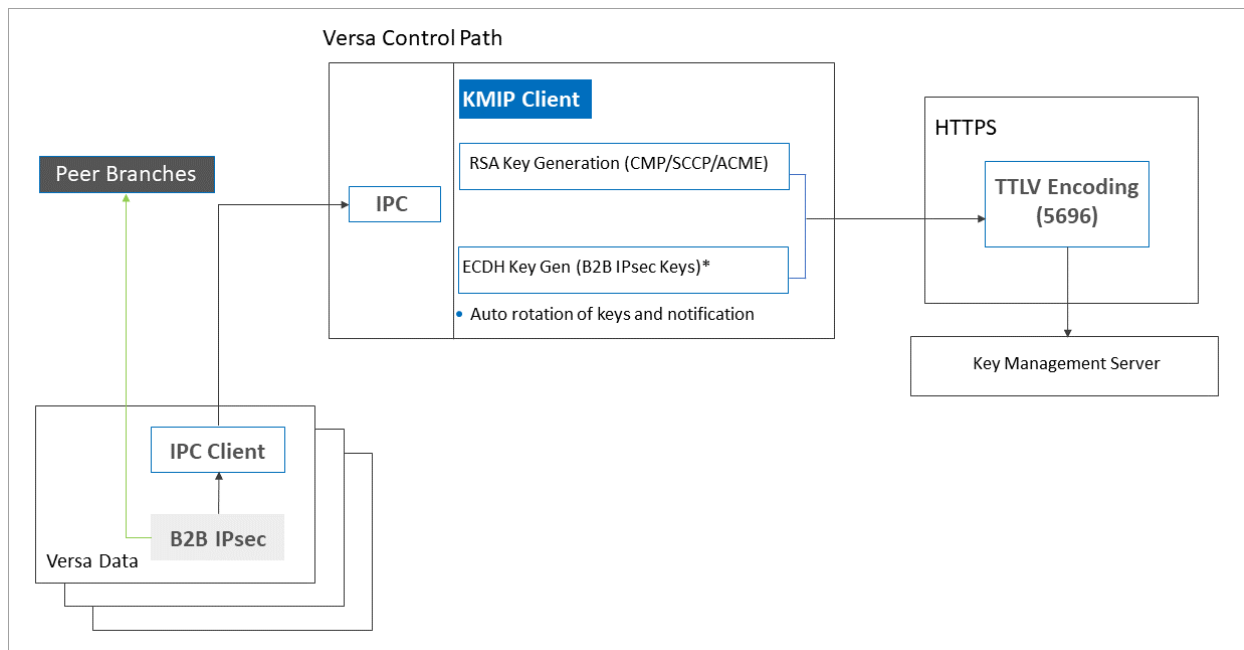 Versa Control Path
KMIP Client
HTTPS
RSA Key Generation (CMP/SCCP/ACME)
Peer Branches
TTLV Encoding
(5696)
IPC
ECDH Key Gen (B2B IPsec Keys)*
• Auto rotation of keys and notification
Key Management Server
IPC Client
B2B IPsec
Versa Data